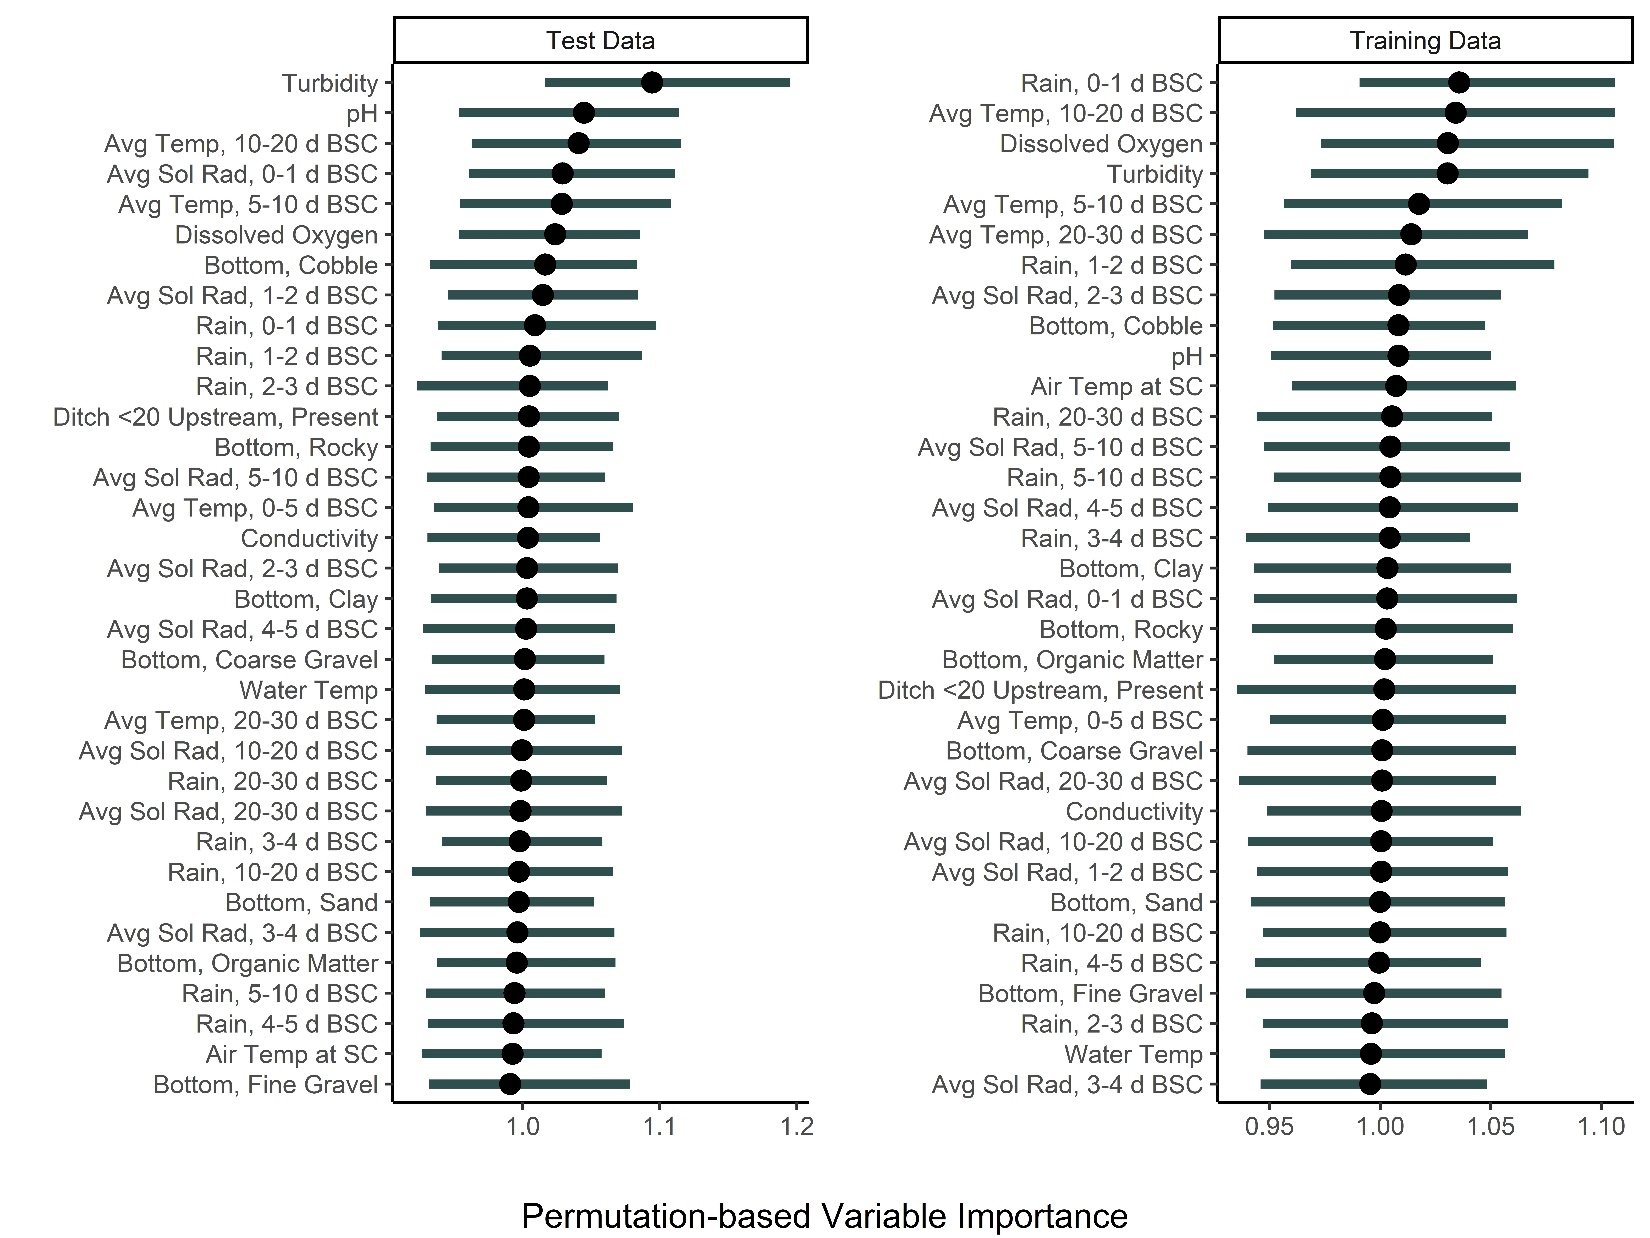 Test Data
Turbidity
pH
Avg Temp, 10-20 d BSC
Avg Sol Rad, 0-1 d BSC
Avg Temp, 5-10 d BSC
Dissolved Oxygen
Bottom, Cobble
Avg Sol Rad, 1-2 d BSC
Rain, 0-1 d BSC
Rain, 1-2 d BSC
Rain, 2-3 d BSC
Ditch <20 Upstream, Present
Bottom, Rocky
Avg Sol Rad, 5-10 d BSC
Avg Temp, 0-5 d BSC
Conductivity
Avg Sol Rad, 2-3 d BSC
Bottom, Clay
Avg Sol Rad, 4-5 d BSC
Bottom, Coarse Gravel
Water Temp
Avg Temp, 20-30 d BSC
Avg Sol Rad, 10-20 d BSC
Rain, 20-30 d BSC
Avg Sol Rad, 20-30 d BSC
Rain, 3-4 d BSC
Rain, 10-20 d BSC
Bottom, Sand
Avg Sol Rad, 3-4 d BSC
Bottom, Organic Matter
Rain, 5-10 d BSC
Rain, 4-5 d BSC
Air Temp at SC
Bottom, Fine Gravel
1.0 1.1 1.2
Training Data
Rain, 0-1 d BSC
Avg Temp, 10-20 d BSC
Dissolved Oxygen
Turbidity
Avg Temp, 5-10 d BSC
Avg Temp, 20-30 d BSC
Rain, 1-2 d BSC
Avg Sol Rad, 2-3 d BSC
Bottom, Cobble
pH
Air Temp at SC
Rain, 20-30 d BSC
Avg Sol Rad, 5-10 d BSC
Rain, 5-10 d BSC
Avg Sol Rad, 4-5 d BSC
Rain, 3-4 d BSC
Bottom, Clay
Avg Sol Rad, 0-1 d BSC
Bottom, Rocky
Bottom, Organic Matter
Ditch <20 Upstream, Present
Avg Temp, 0-5 d BSC
Bottom, Coarse Gravel
Avg Sol Rad, 20-30 d BSC
Conductivity
Avg Sol Rad, 10-20 d BSC
Avg Sol Rad, 1-2 d BSC
Bottom, Sand
Rain, 10-20 d BSC
Rain, 4-5 d BSC
Bottom, Fine Gravel
Rain, 2-3 d BSC
Water Temp
Avg Sol Rad, 3-4 d BSC
0.95 1.00 1.05 1.10
Permutation-based Variable Importance